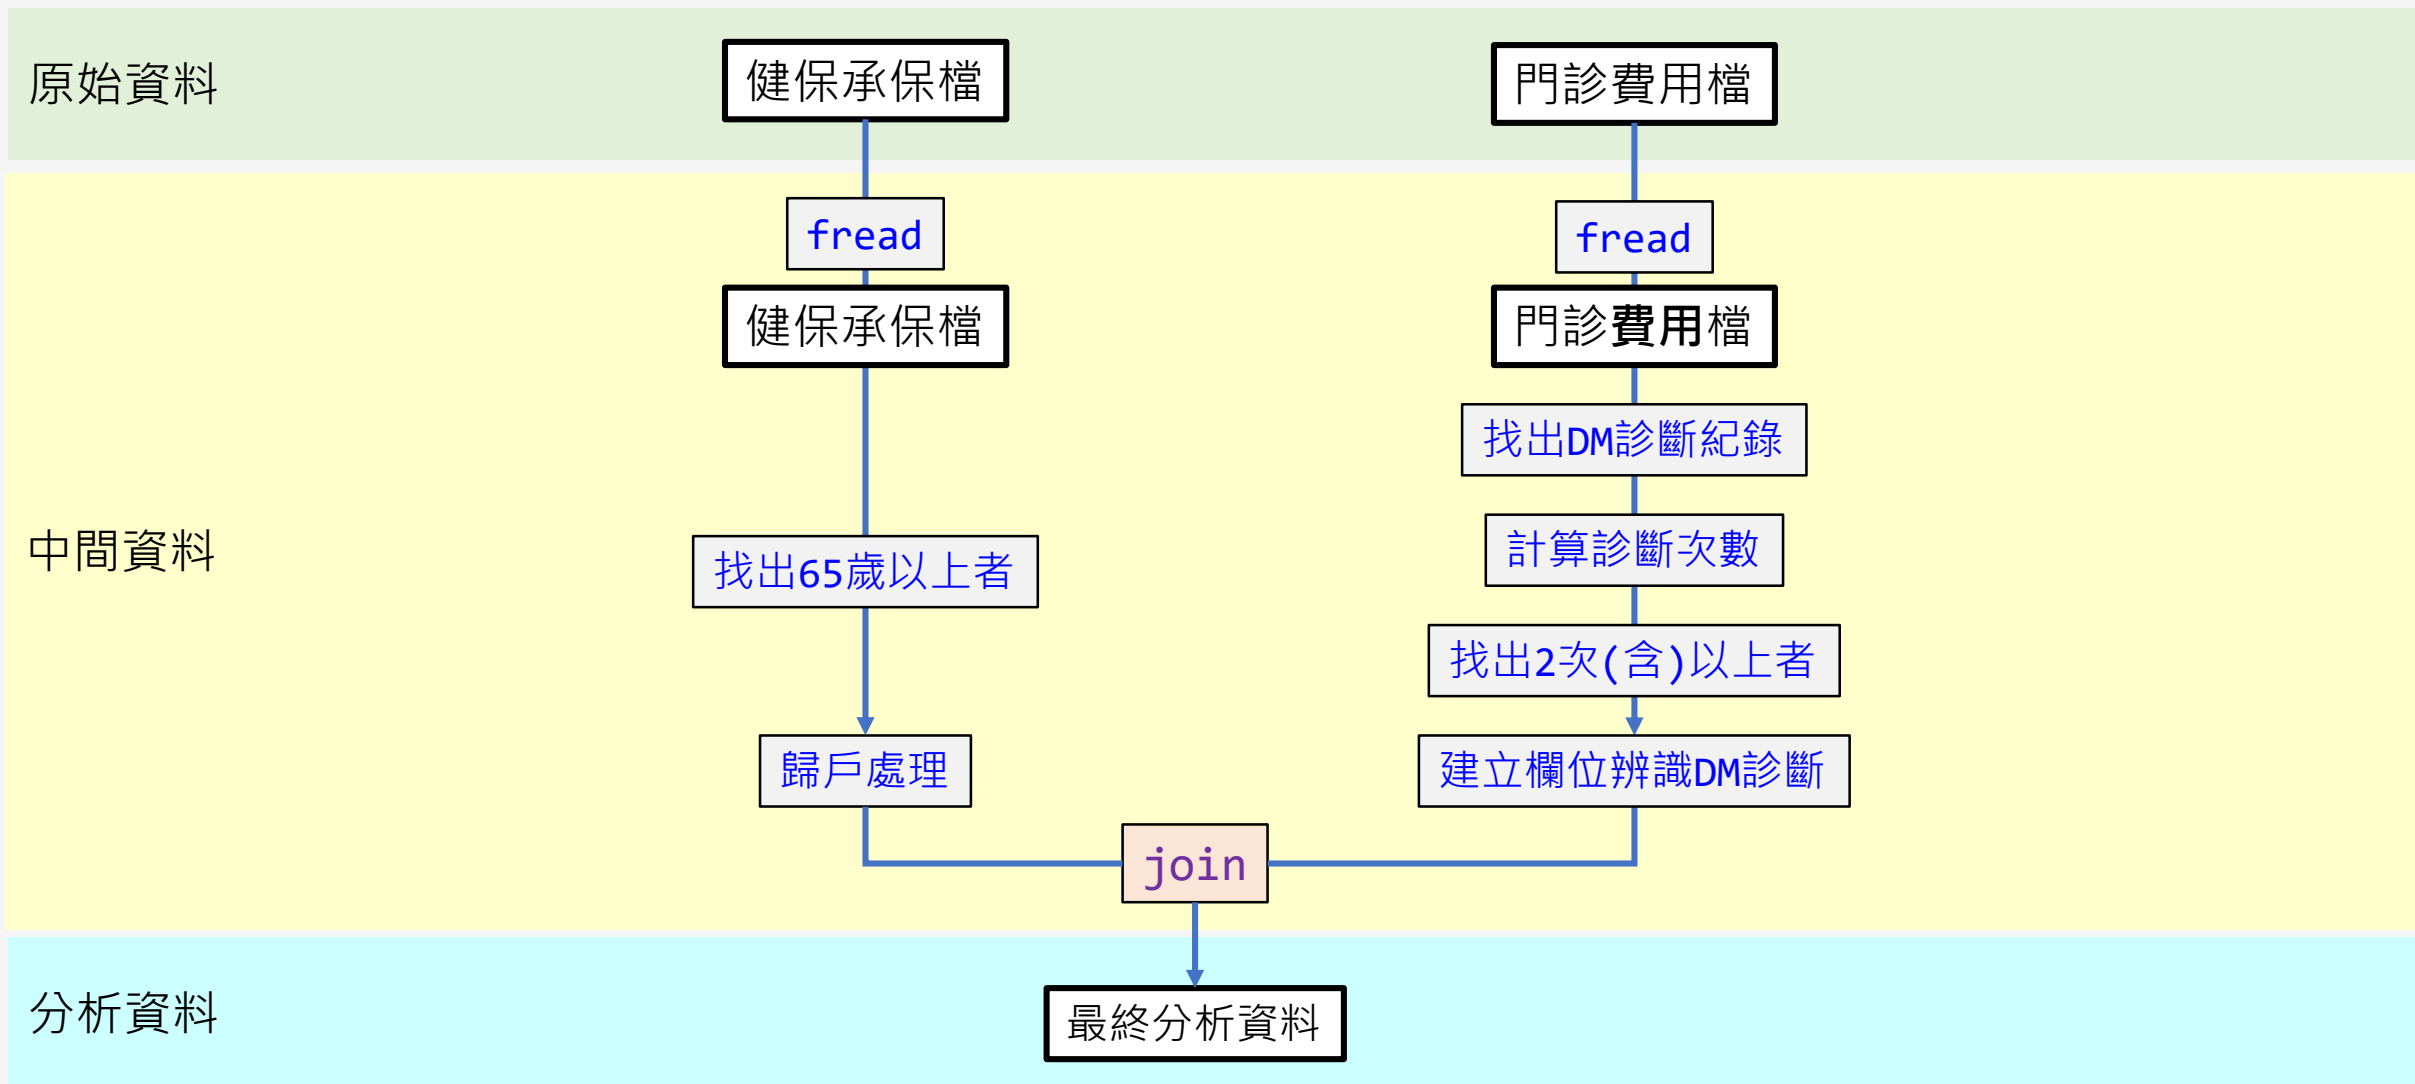 原始資料
健保承保檔
門診費用檔
fread
fread
健保承保檔
門診費用檔
找出DM診斷紀錄
中間資料
找出65歲以上者
計算診斷次數
找出2次(含)以上者
歸戶處理
建立欄位辨識DM診斷
join
分析資料
最終分析資料